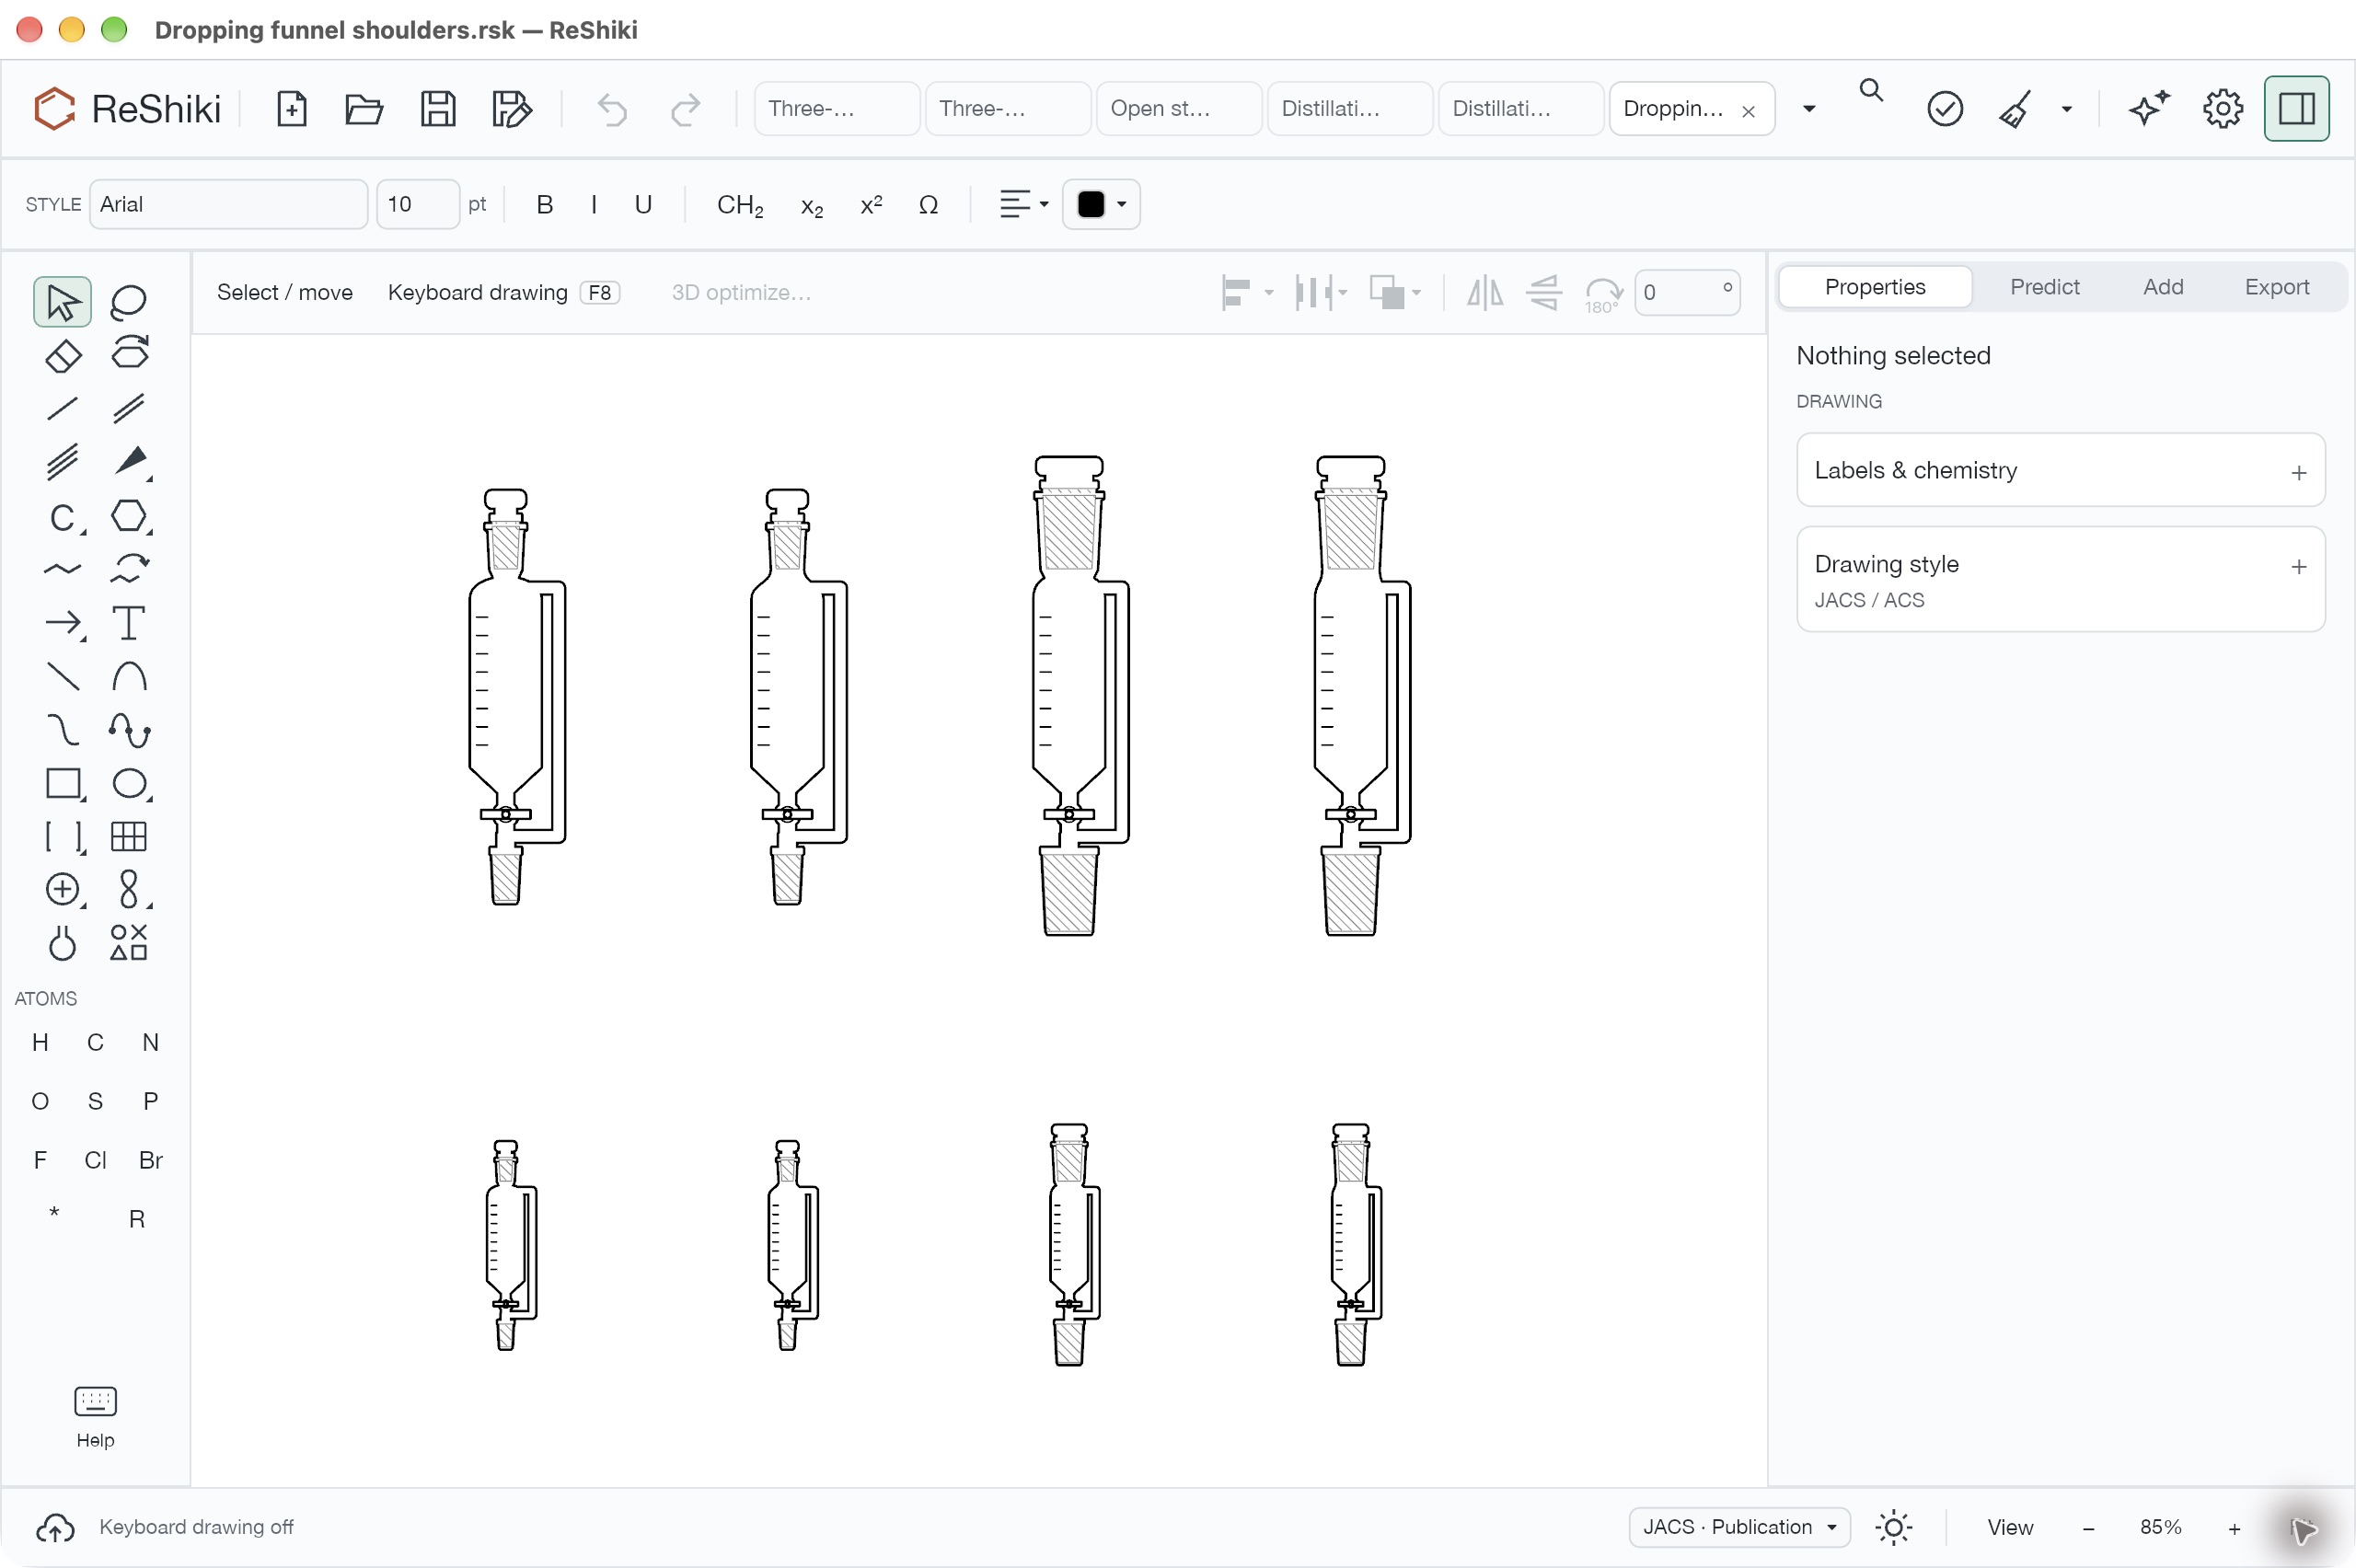 Dropping funnel shoulders.rsk — ReShiki
ReShiki
Three-...
Three-...
Open st...
Distillati...
Distillati...
Droppin...
STYLE Arial 10 pt B I U CH₂ x₂ x² Ω
Select / move Keyboard drawing F8 3D optimize... 180° 0 °
Properties Predict Add Export
Nothing selected
DRAWING
Labels & chemistry +
Drawing style +
JACS / ACS
C
T
ATOMS
H C N
O S P
F Cl Br
* R
Help
Keyboard drawing off JACS · Publication View − 85% +